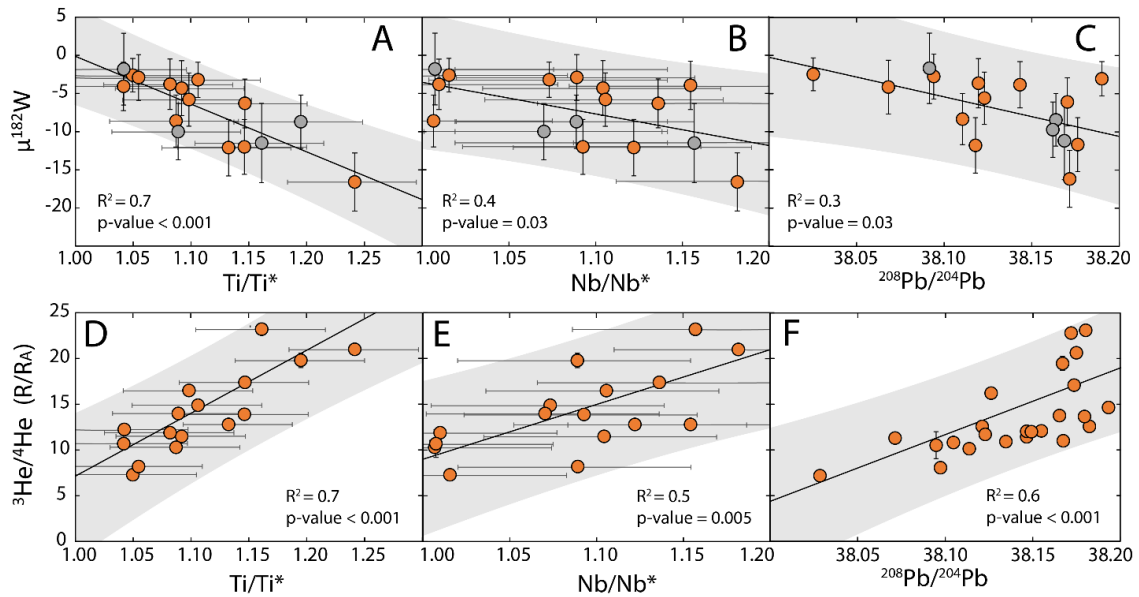 A
B
C
μ¹⁸²W
5
0
-5
-10
-15
-20
R² = 0.7
p-value < 0.001
R² = 0.4
p-value = 0.03
R² = 0.3
p-value = 0.03
1.00 1.05 1.10 1.15 1.20 1.25
1.00 1.05 1.10 1.15 1.20
38.05 38.10 38.15 38.20
Ti/Ti*
Nb/Nb*
²⁰⁸Pb/²⁰⁴Pb
D
E
F
³He/⁴He (R/RA)
25
20
15
10
5
0
R² = 0.7
p-value < 0.001
R² = 0.5
p-value = 0.005
R² = 0.6
p-value < 0.001
1.00 1.05 1.10 1.15 1.20 1.25
1.00 1.05 1.10 1.15 1.20
38.05 38.10 38.15 38.20
Ti/Ti*
Nb/Nb*
²⁰⁸Pb/²⁰⁴Pb